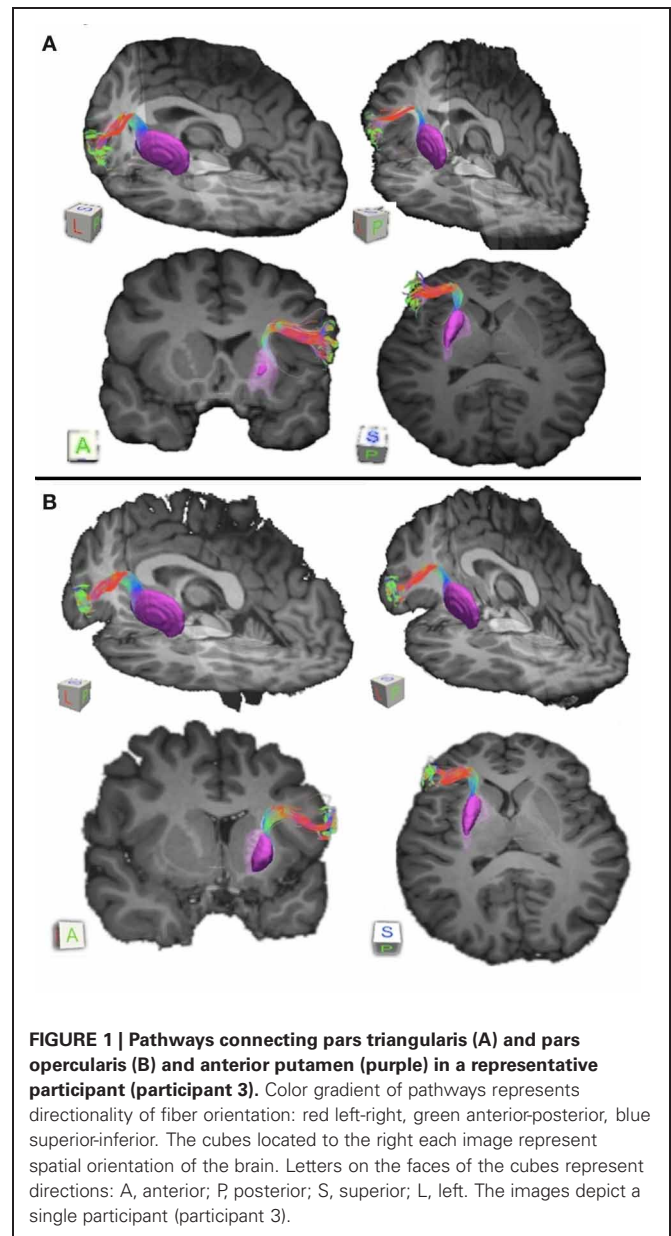 A
S
L
P
A
S
P
B
S
L
P
A
S
P
FIGURE 1 | Pathways connecting pars triangularis (A) and pars
opercularis (B) and anterior putamen (purple) in a representative
participant (participant 3). Color gradient of pathways represents
directionality of fiber orientation: red left-right, green anterior-posterior, blue
superior-inferior. The cubes located to the right each image represent
spatial orientation of the brain. Letters on the faces of the cubes represent
directions: A, anterior; P, posterior; S, superior; L, left. The images depict a
single participant (participant 3).